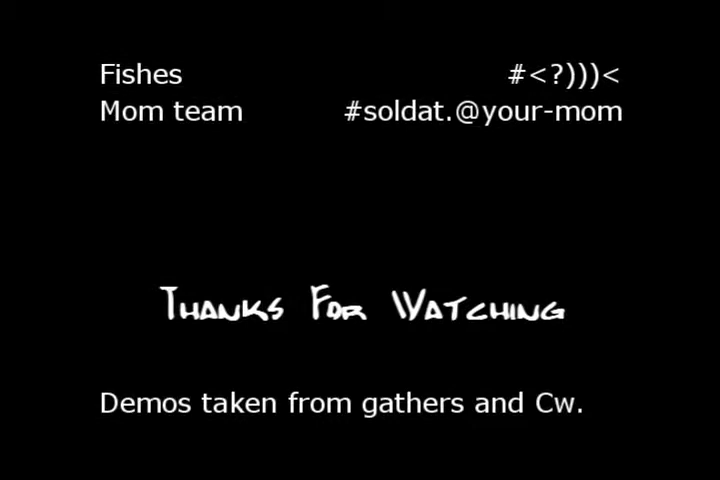 Fishes #<?)))<
Mom team #soldat.@your-mom
Thanks For Watching
Demos taken from gathers and Cw.